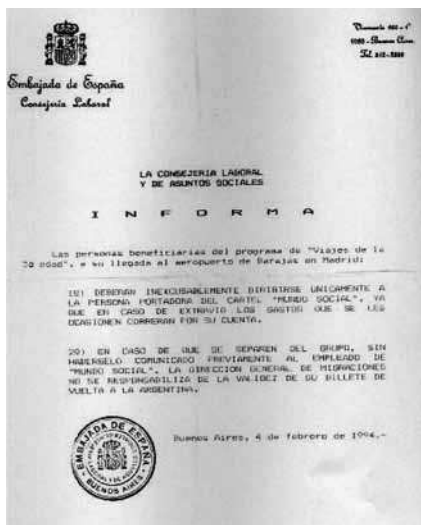 Embajada de España
Consejería Laboral
LA CONSEJERIA LABORAL
Y DE ASUNTOS SOCIALES
I N F O R M A
Las personas beneficiarias del programa de "Viajes de la
3a edad", a su llegada al aeropuerto de Barajas en Madrid:
1º) DEBERAN INEXCUSABLEMENTE DIRIGIRSE UNICAMENTE A
LA PERSONA PORTADORA DEL CARTEL "MUNDO SOCIAL", YA
QUE EN CASO DE EXTRAVIO LOS GASTOS QUE SE LES
OCASIONEN CORRERAN POR SU CUENTA.
2º) EN CASO DE QUE SE SEPAREN DEL GRUPO, SIN
HABERSELO COMUNICADO PREVIAMENTE AL EMPLEADO DE
"MUNDO SOCIAL", LA DIRECCION GENERAL DE MIGRACIONES
NO SE RESPONSABILIZA DE LA VALIDEZ DE SU BILLETE DE
VUELTA A LA ARGENTINA.
Buenos Aires, 4 de febrero de 1994.-
EMBAJADA DE ESPAÑA
BUENOS AIRES